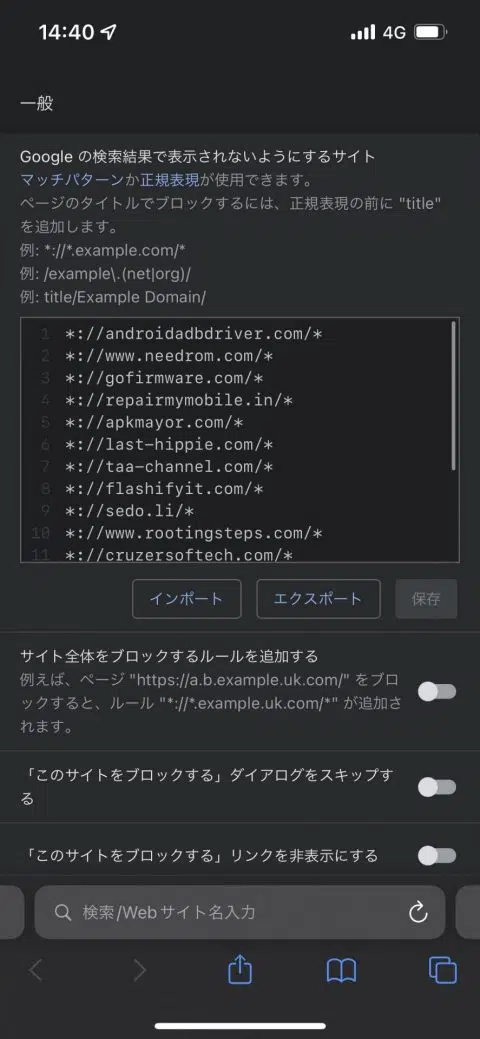 14:40
4G
一般
Google の検索結果で表示されないようにするサイト
マッチパターンか正規表現が使用できます。
ページのタイトルでブロックするには、正規表現の前に "title"
を追加します。
例: *://*.example.com/*
例: /example\.(net|org)/
例: title/Example Domain/
1 *://androidadbdriver.com/*
2 *://www.needrom.com/*
3 *://gofirmware.com/*
4 *://repairmymobile.in/*
5 *://apkmayor.com/*
6 *://last-hippie.com/*
7 *://taa-channel.com/*
8 *://flashifyit.com/*
9 *://sedo.li/*
10 *://www.rootingsteps.com/*
11 *://cruzersoftech.com/*
インポート
エクスポート
保存
サイト全体をブロックするルールを追加する
例えば、ページ "https://a.b.example.uk.com/" をブロ
ックすると、ルール "*://*.example.uk.com/*" が追加さ
れます。
「このサイトをブロックする」ダイアログをスキップす
る
「このサイトをブロックする」リンクを非表示にする
検索/Webサイト名入力